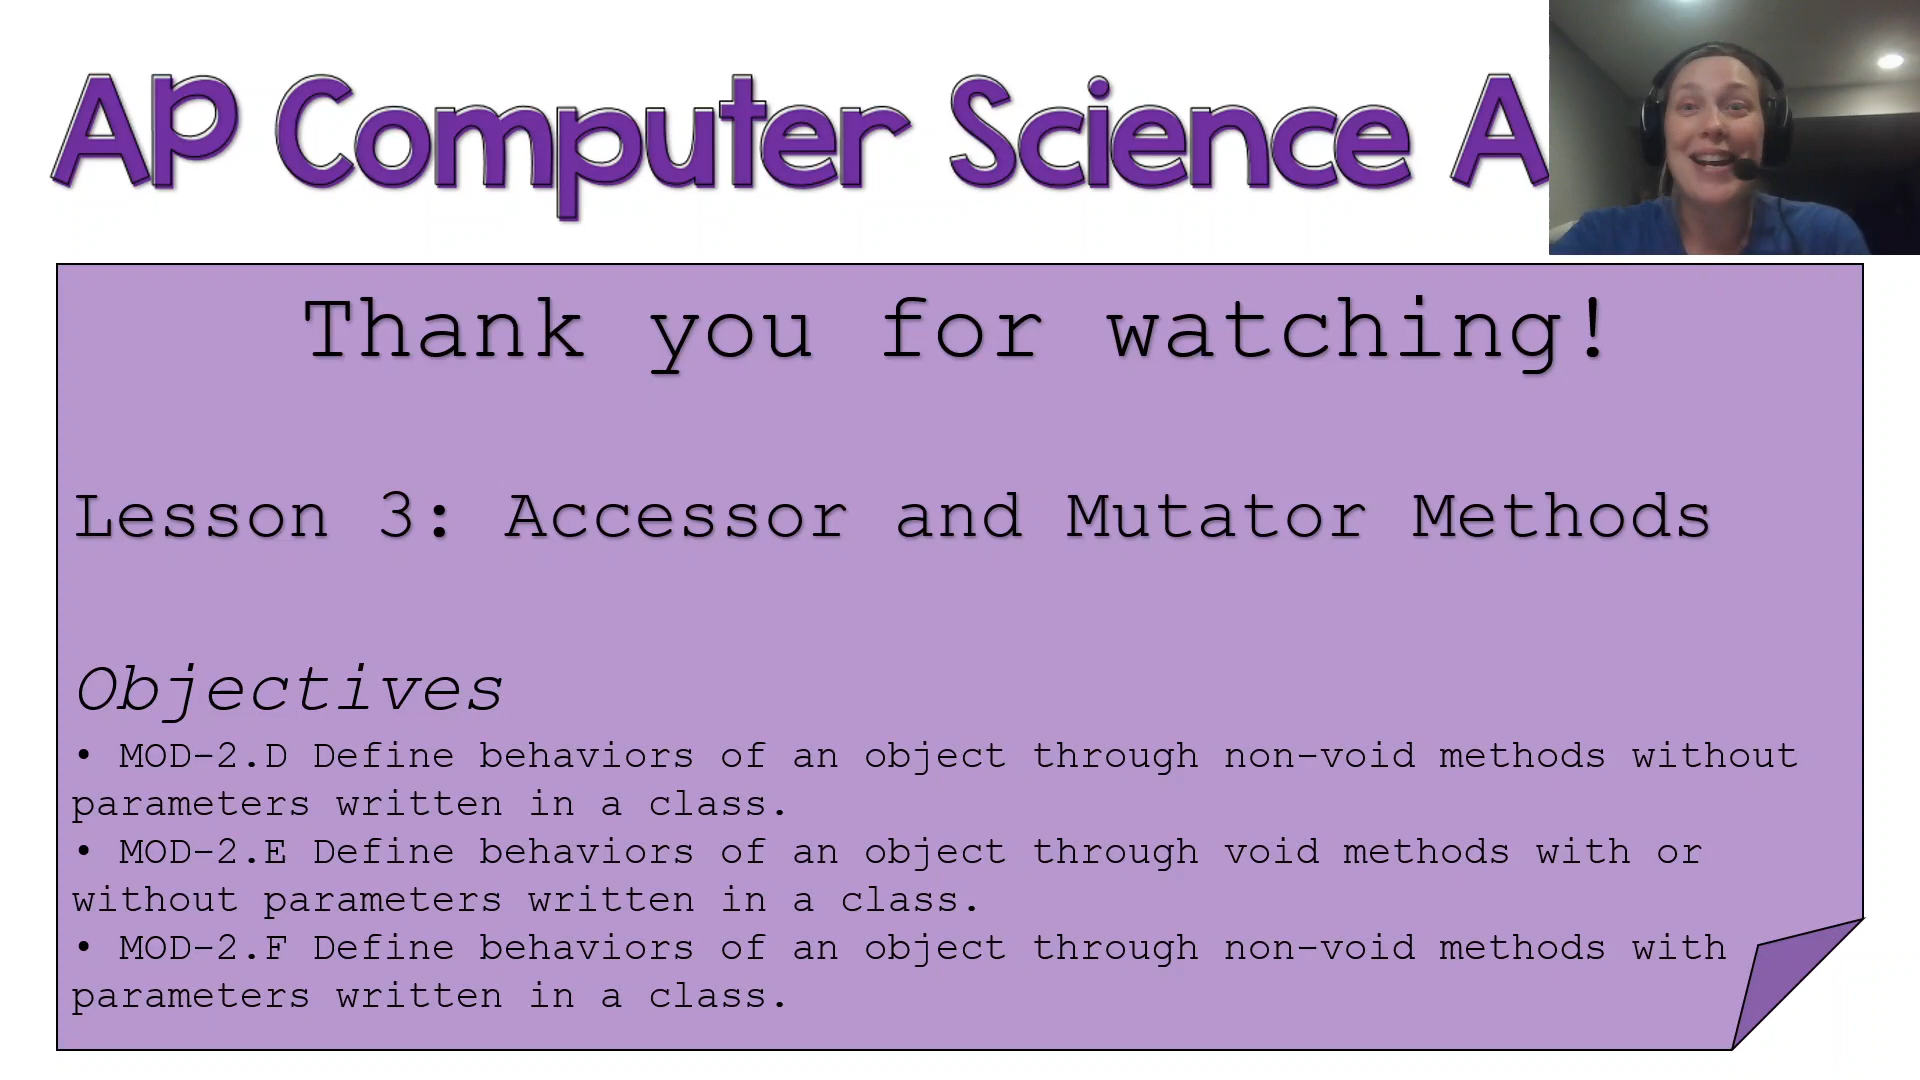 Ap Computer Science A
Thank you for watching!
Lesson 3: Accessor and Mutator Methods
Objectives
• MOD-2.D Define behaviors of an object through non-void methods without
parameters written in a class.
• MOD-2.E Define behaviors of an object through void methods with or
without parameters written in a class.
• MOD-2.F Define behaviors of an object through non-void methods with
parameters written in a class.